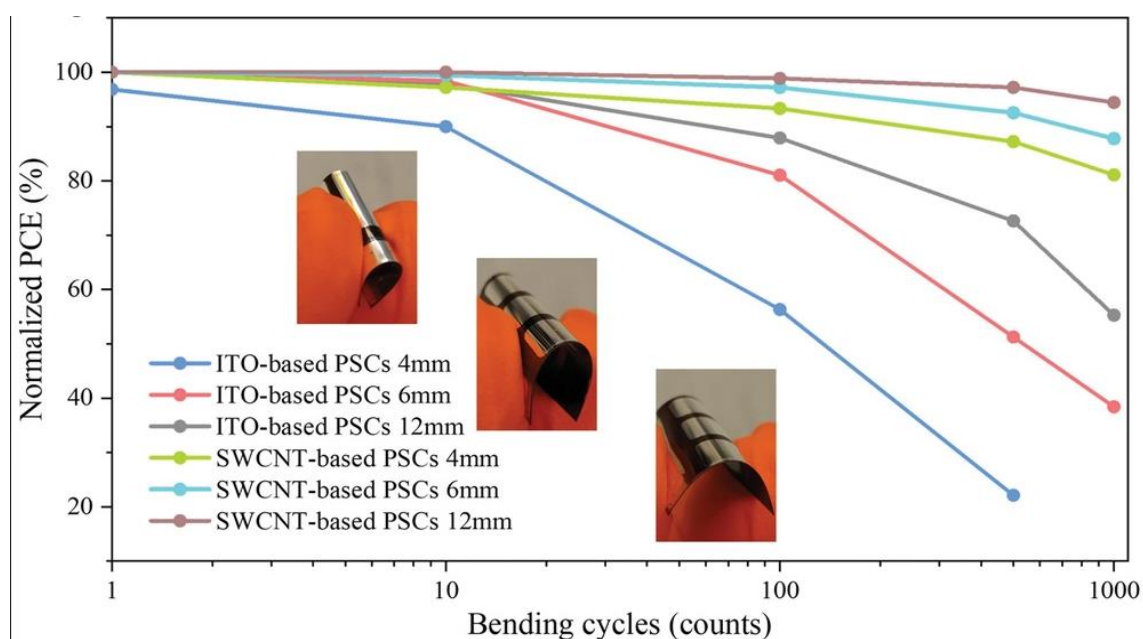 Normalized PCE (%)
100
80
60
40
20
ITO-based PSCs 4mm
ITO-based PSCs 6mm
ITO-based PSCs 12mm
SWCNT-based PSCs 4mm
SWCNT-based PSCs 6mm
SWCNT-based PSCs 12mm
1
10
100
1000
Bending cycles (counts)